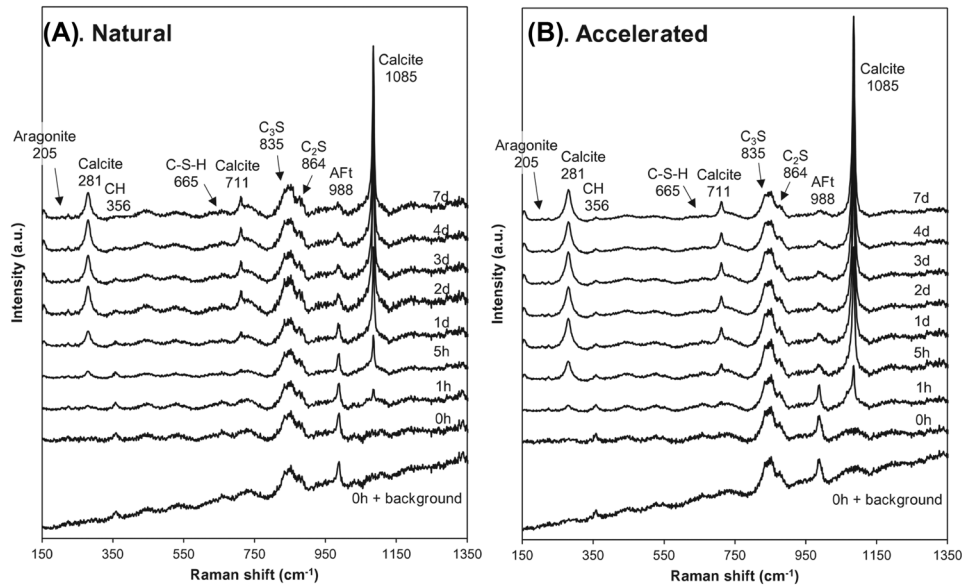 (A). Natural
Calcite
1085
Aragonite
205
Calcite
281
CH
356
C-S-H
665
Calcite
711
C₃S
835
C₂S
864
AFt
988
7d
4d
3d
2d
1d
5h
1h
0h
0h + background
Intensity (a.u.)
150 350 550 750 950 1150 1350
Raman shift (cm⁻¹)
(B). Accelerated
Calcite
1085
Aragonite
205
Calcite
281
CH
356
C-S-H
665
Calcite
711
C₃S
835
C₂S
864
AFt
988
7d
4d
3d
2d
1d
5h
1h
0h
0h + background
Intensity (a.u.)
150 350 550 750 950 1150 1350
Raman shift (cm⁻¹)